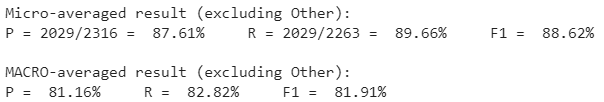 Micro-averaged result (excluding Other):
P = 2029/2316 =  87.61%     R = 2029/2263 =  89.66%     F1 =  88.62%
MACRO-averaged result (excluding Other):
P =  81.16%     R =  82.82%     F1 =  81.91%